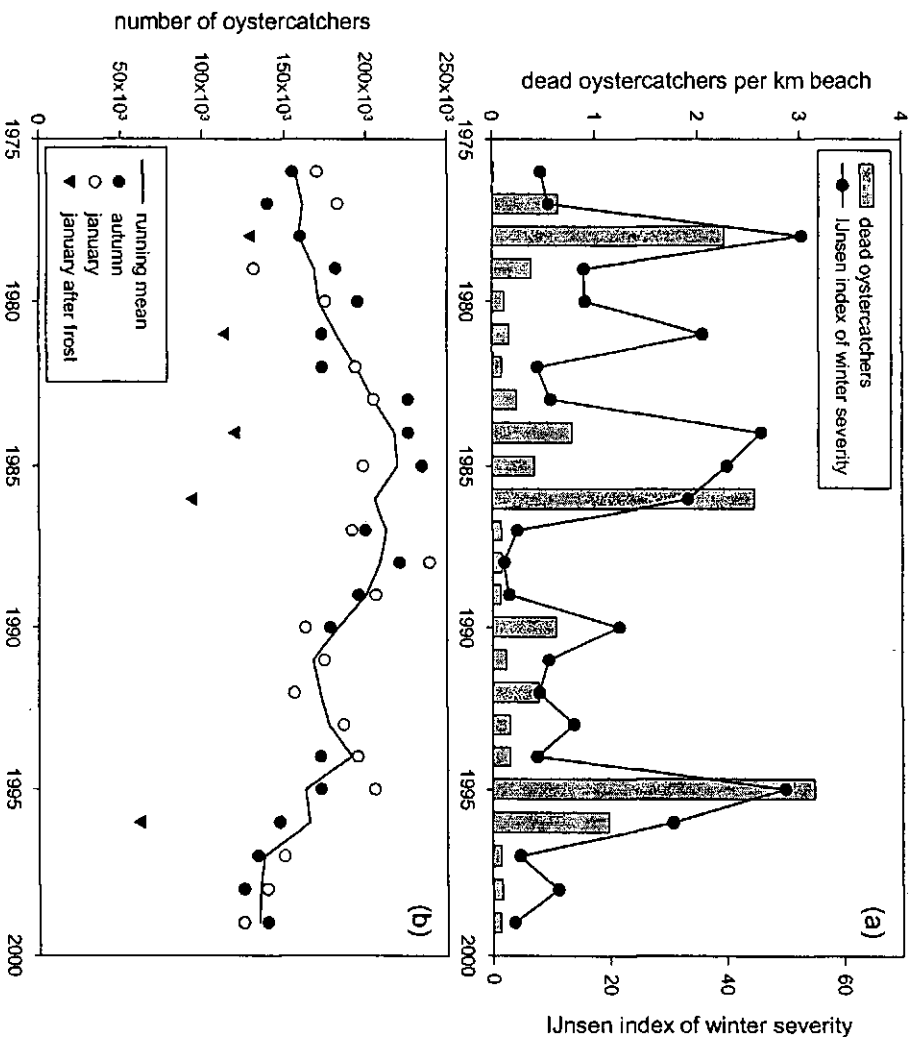 (a)
dead oystercatchers
IJnsen index of winter severity
dead oystercatchers per km beach
4
3
2
1
0
IJnsen index of winter severity
60
40
20
0
(b)
number of oystercatchers
250x10³
200x10³
150x10³
100x10³
50x10³
0
running mean
autumn
january
january after frost
1975
1980
1985
1990
1995
2000